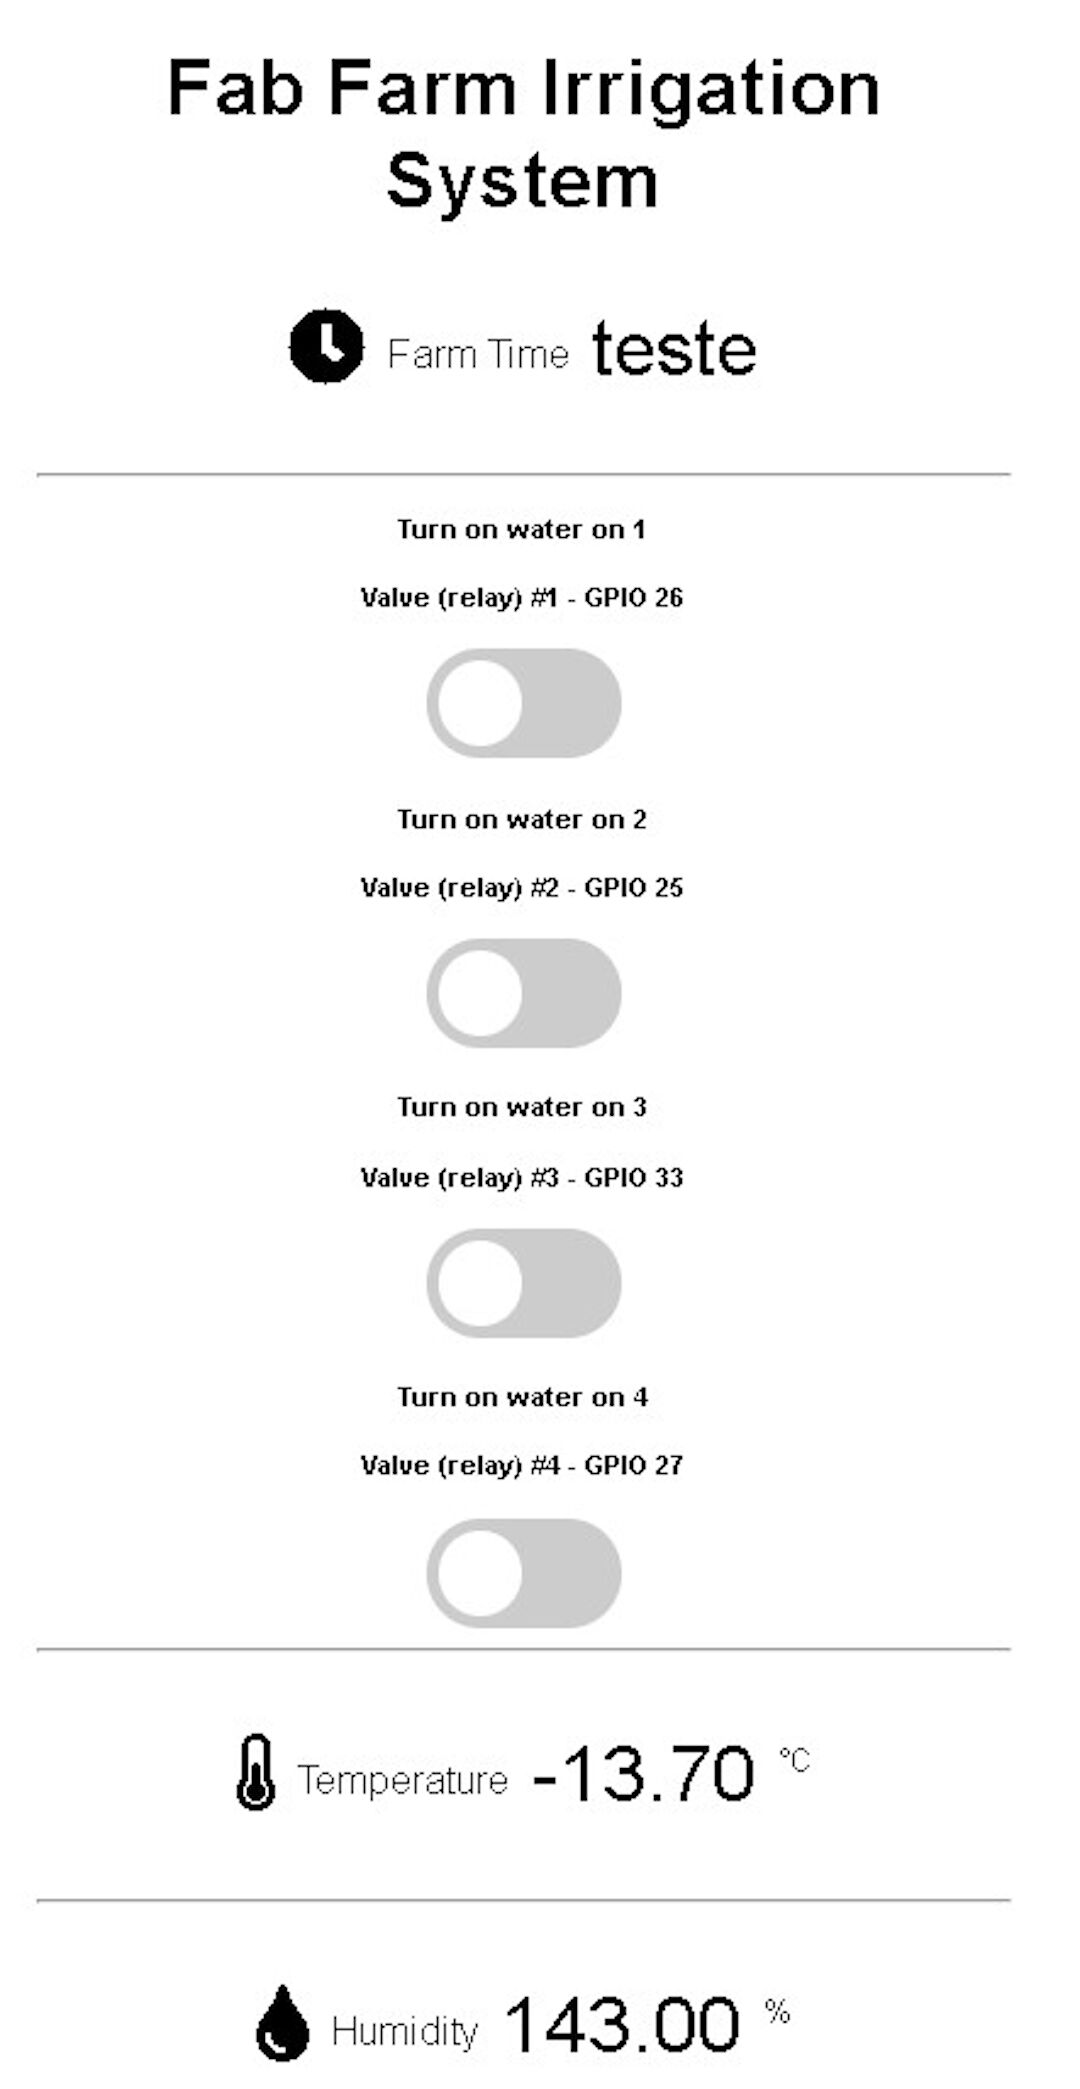 Fab Farm Irrigation
System
Farm Time teste
Turn on water on 1
Valve (relay) #1 - GPIO 26
Turn on water on 2
Valve (relay) #2 - GPIO 25
Turn on water on 3
Valve (relay) #3 - GPIO 33
Turn on water on 4
Valve (relay) #4 - GPIO 27
Temperature -13.70 °C
Humidity 143.00 %